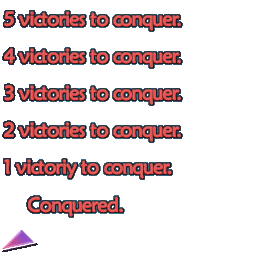 5 victories to conquer.
4 victories to conquer.
3 victories to conquer.
2 victories to conquer.
1 victoriy to conquer.
Conquered.